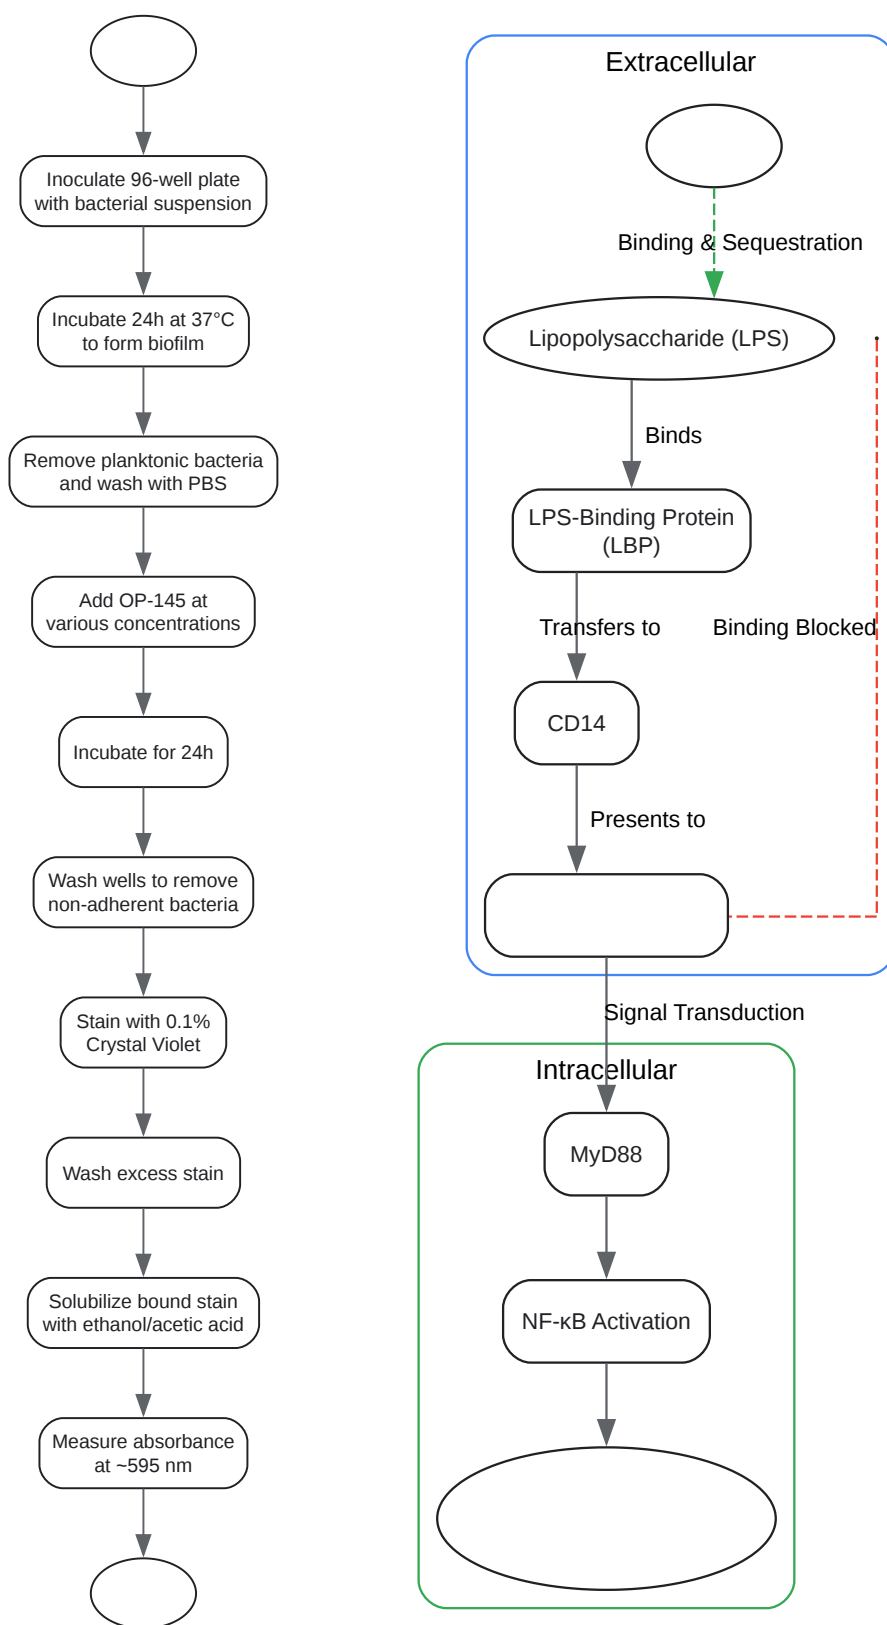 Inoculate 96-well plate
with bacterial suspension
Incubate 24h at 37°C
to form biofilm
Remove planktonic bacteria
and wash with PBS
Add OP-145 at
various concentrations
Incubate for 24h
Wash wells to remove
non-adherent bacteria
Stain with 0.1%
Crystal Violet
Wash excess stain
Solubilize bound stain
with ethanol/acetic acid
Measure absorbance
at ~595 nm
Extracellular
Binding & Sequestration
Lipopolysaccharide (LPS)
Binds
LPS-Binding Protein
(LBP)
Transfers to
Binding Blocked
CD14
Presents to
Signal Transduction
Intracellular
MyD88
NF-κB Activation